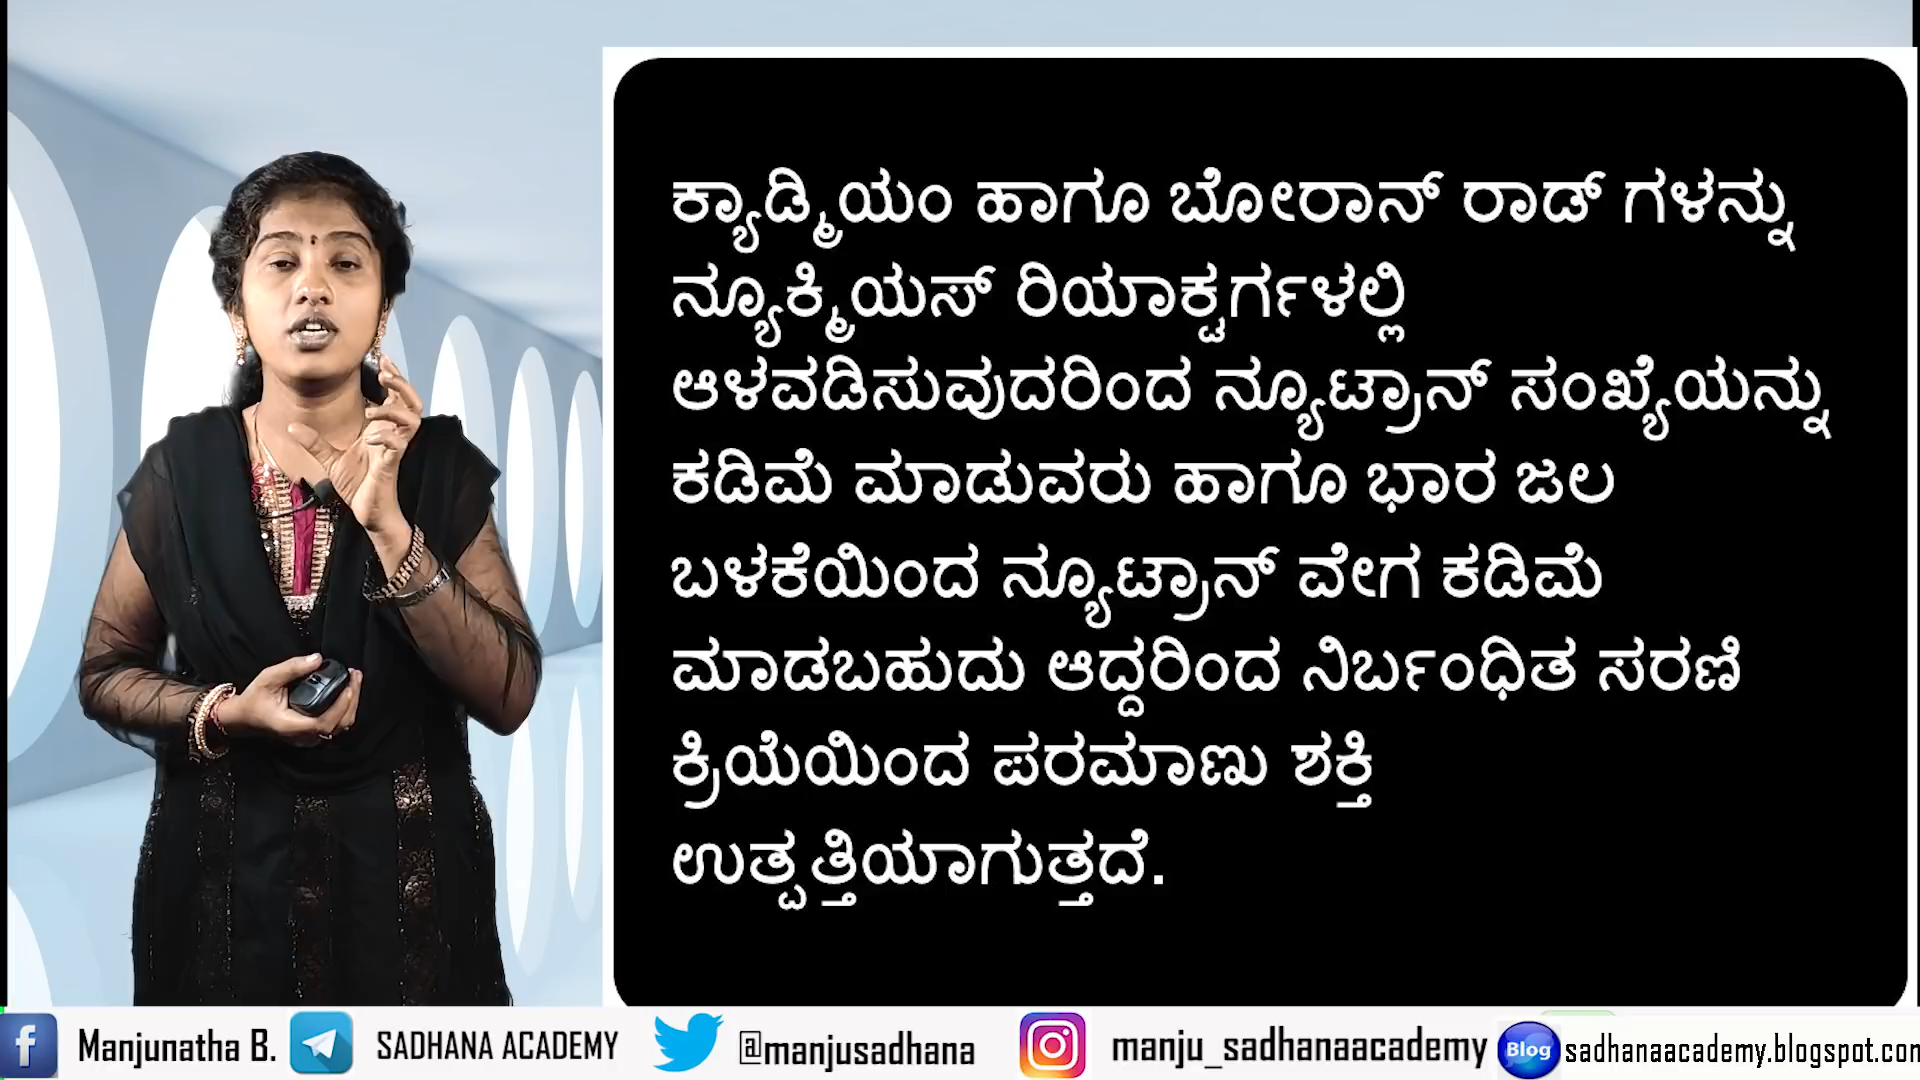 ಕ್ಯಾಡ್ಮಿಯಂ ಹಾಗೂ ಬೋರಾನ್ ರಾಡ್ ಗಳನ್ನು
ನ್ಯೂಕ್ಮಿಯಸ್ ರಿಯಾಕ್ಟರ್ಗಳಲ್ಲಿ
ಆಳವಡಿಸುವುದರಿಂದ ನ್ಯೂಟ್ರಾನ್ ಸಂಖ್ಯೆಯನ್ನು
ಕಡಿಮೆ ಮಾಡುವರು ಹಾಗೂ ಭಾರ ಜಲ
ಬಳಕೆಯಿಂದ ನ್ಯೂಟ್ರಾನ್ ವೇಗ ಕಡಿಮೆ
ಮಾಡಬಹುದು ಆದ್ದರಿಂದ ನಿರ್ಬಂಧಿತ ಸರಣಿ
ಕ್ರಿಯೆಯಿಂದ ಪರಮಾಣು ಶಕ್ತಿ
ಉತ್ಪತ್ತಿಯಾಗುತ್ತದೆ.
Manjunatha B. SADHANA ACADEMY @manjusadhana manju_sadhanaacademy Blog sadhanaacademy.blogspot.com